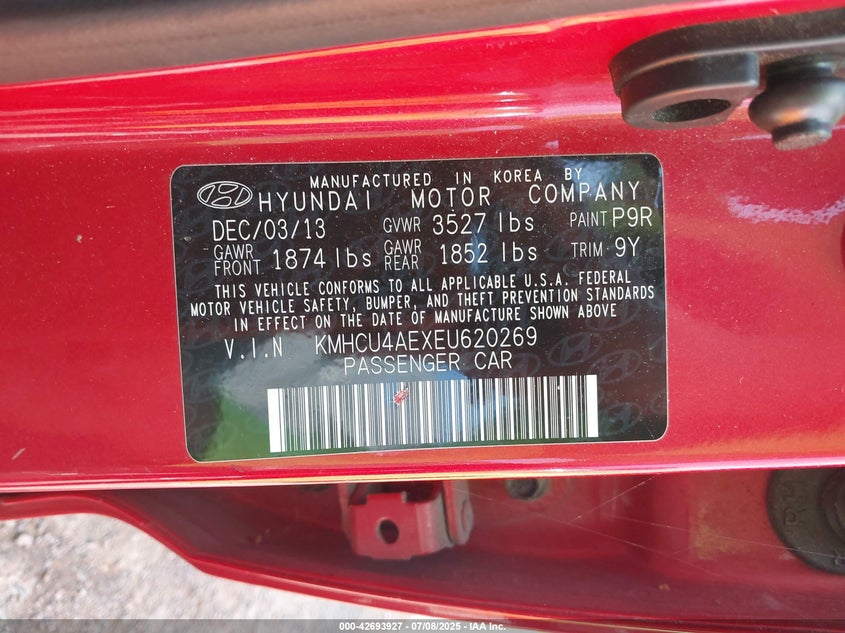 MANUFACTURED IN KOREA BY
HYUNDAI MOTOR COMPANY
DEC/03/13 GVWR 3527 lbs PAINT P9R
GAWR FRONT 1874 lbs GAWR REAR 1852 lbs TRIM 9Y
THIS VEHICLE CONFORMS TO ALL APPLICABLE U.S.A. FEDERAL
MOTOR VEHICLE SAFETY, BUMPER, AND THEFT PREVENTION STANDARDS
IN EFFECT ON THE DATE OF MANUFACTURE SHOWN ABOVE
V.I.N KMHCU4AEXEU620269
PASSENGER CAR
000-42693927 - 07/08/2025 - IAA Inc.